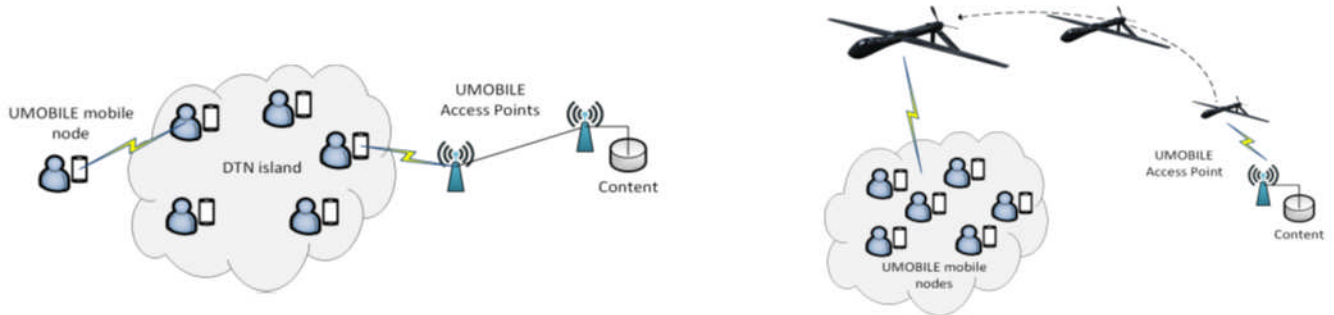 UMOBILE mobile
node
DTN island
UMOBILE
Access Points
Content
UMOBILE mobile
nodes
UMOBILE
Access Point
Content